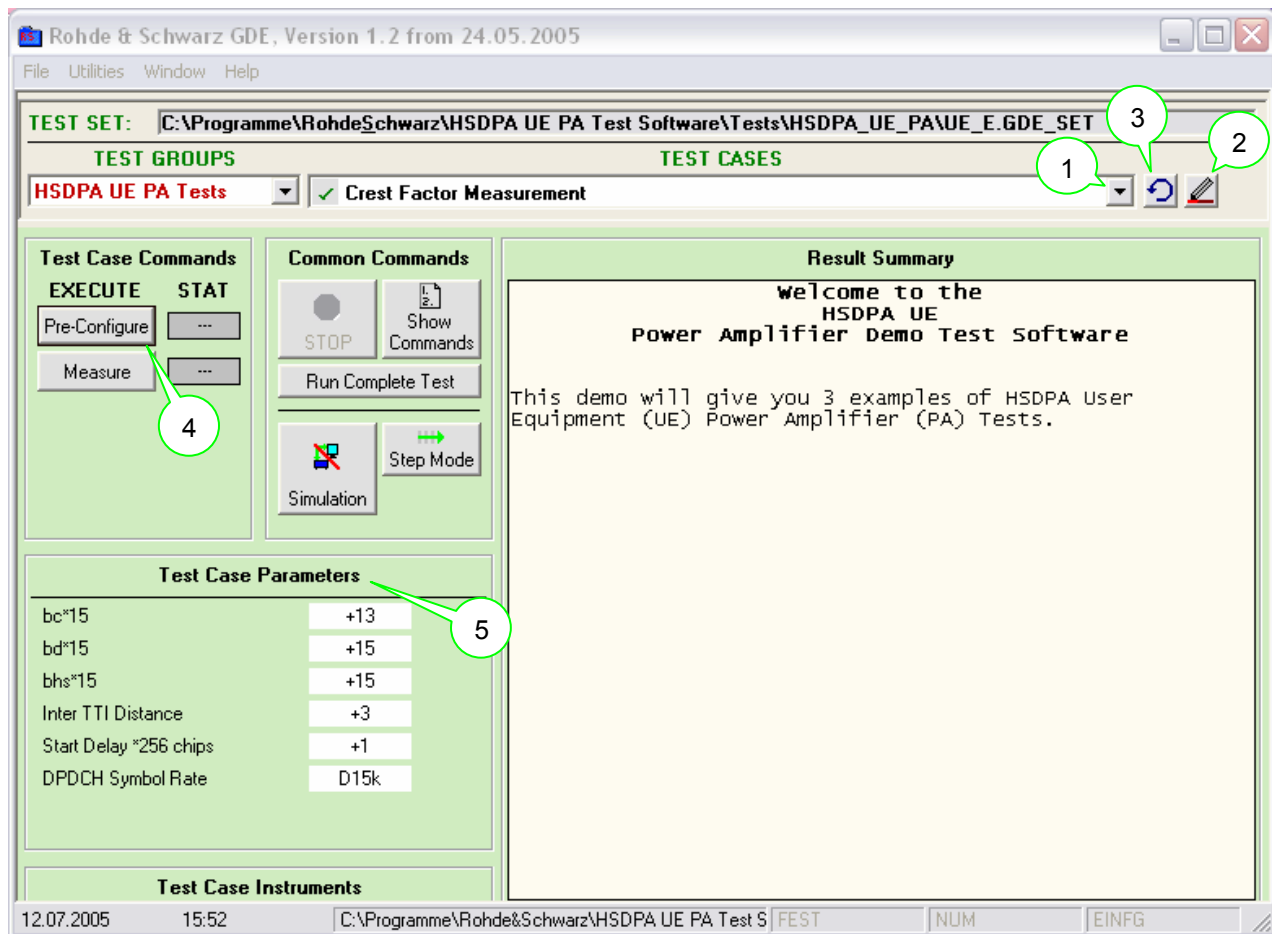 Rohde & Schwarz GDE, Version 1.2 from 24.05.2005
File Utilities Window Help
TEST SET: C:\Programme\Rohde&Schwarz\HSDPA UE PA Test Software\Tests\HSDPA_UE_PA\UE_E.GDE_SET
3
2
TEST GROUPS TEST CASES
1
HSDPA UE PA Tests Crest Factor Measurement
Test Case Commands
EXECUTE STAT
Pre-Configure ---
Measure ---
4
Common Commands
STOP
1.
2.
Show
Commands
Run Complete Test
Simulation
Step Mode
Result Summary
Welcome to the
HSDPA UE
Power Amplifier Demo Test Software
This demo will give you 3 examples of HSDPA User
Equipment (UE) Power Amplifier (PA) Tests.
Test Case Parameters
5
bc*15 +13
bd*15 +15
bhs*15 +15
Inter TTI Distance +3
Start Delay *256 chips +1
DPDCH Symbol Rate D15k
Test Case Instruments
12.07.2005 15:52 C:\Programme\Rohde&Schwarz\HSDPA UE PA Test S FEST NUM EINFG